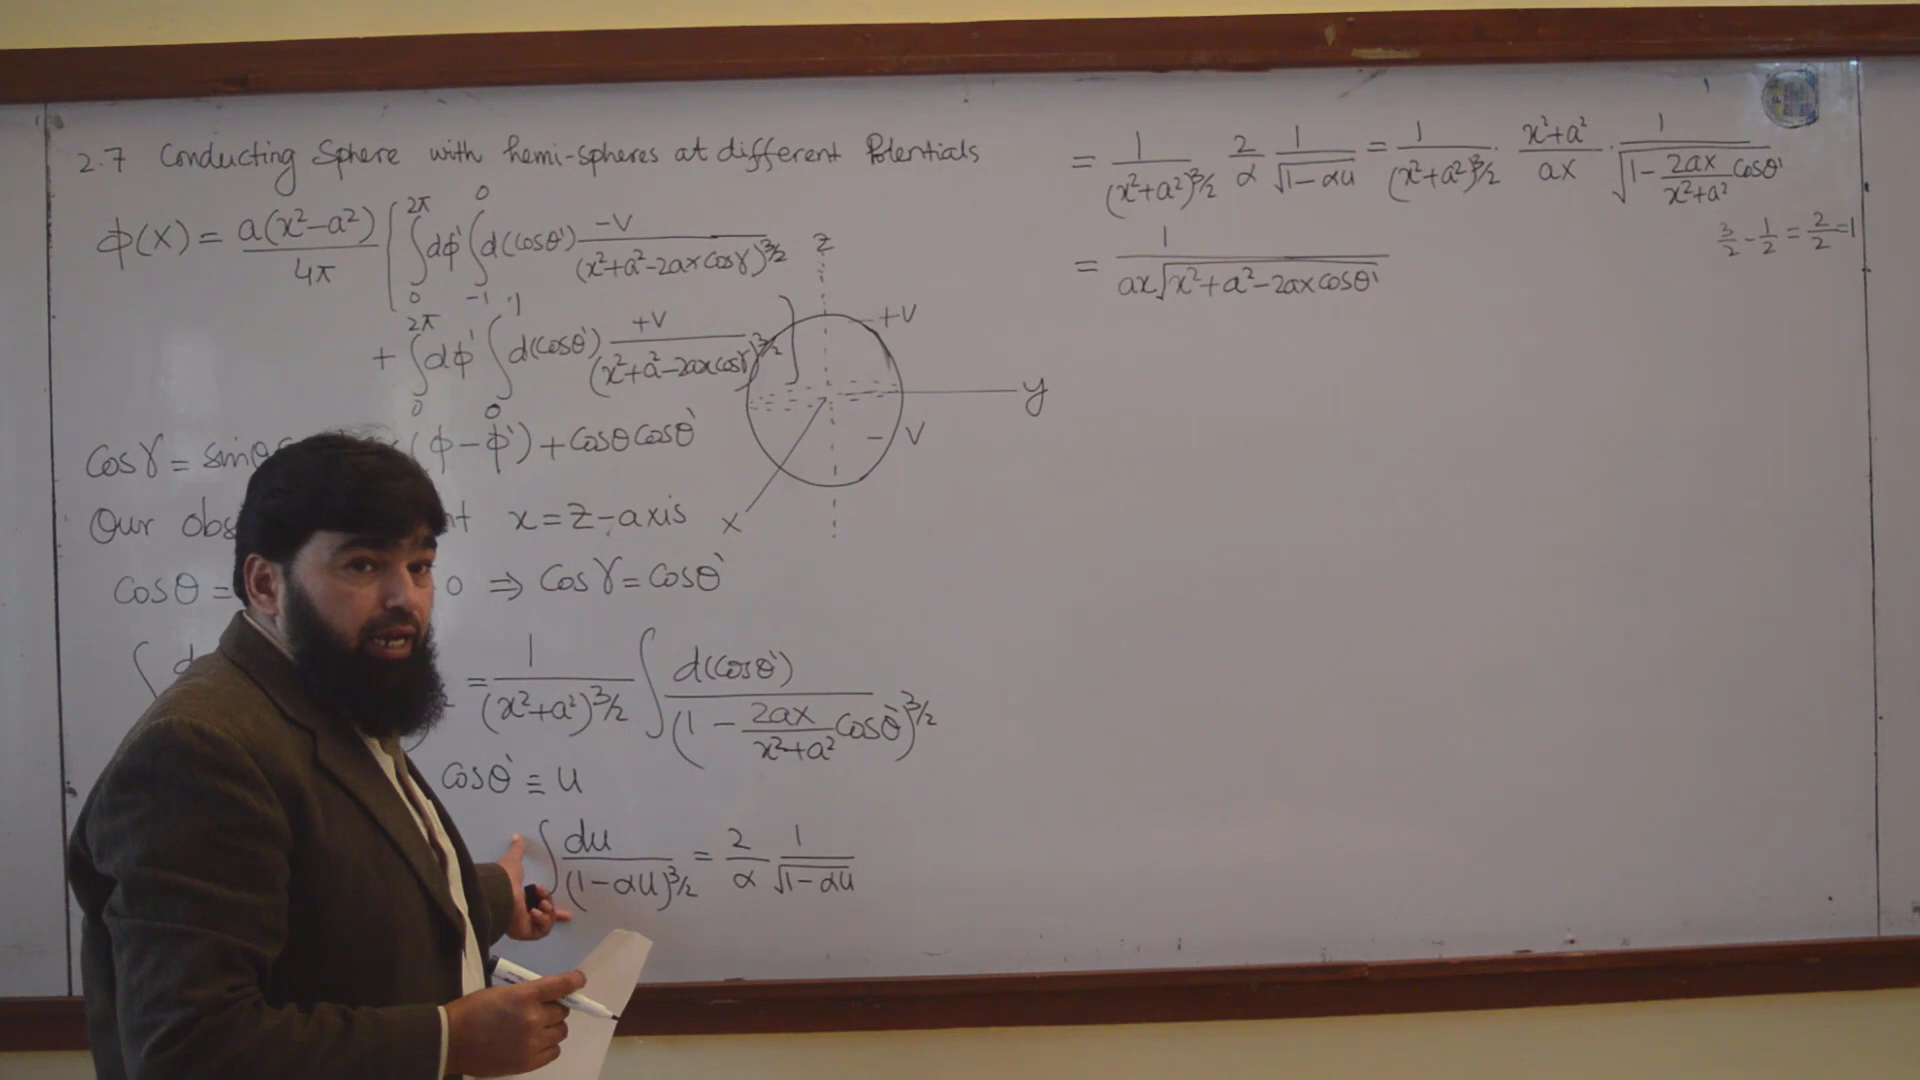 2.7 Conducting Sphere with hemi-spheres at different Potentials
ϕ(x) = a(x²-a²)/4π [ ∫₀^2π dϕ' ∫₋₁^0 d(cosθ') -V/(x²+a²-2ax cosγ)^3/2
+ ∫₀^2π dϕ' ∫₀^1 d(cosθ') +V/(x²+a²-2ax cosγ)^3/2 ]
Cosγ = sinθ (ϕ-ϕ') + Cosθ Cosθ'
Our x = z-axis
Cosθ = 0 ⇒ Cosγ = Cosθ'
∫ d = 1/(x²+a²)^3/2 ∫ d(Cosθ')/(1 - 2ax/(x²+a²) Cosθ')^3/2
Cosθ' ≡ u
∫ du/(1-αu)^3/2 = 2/α 1/√(1-αu)
z
+V
y
-V
x
= 1/(x²+a²)^3/2 2/α 1/√(1-αu) = 1/(x²+a²)^3/2 · (x²+a²)/ax · 1/√(1 - 2ax/(x²+a²) Cosθ')
3/2 - 1/2 = 2/2 = 1
= 1/(ax√(x²+a²-2ax cosθ'))